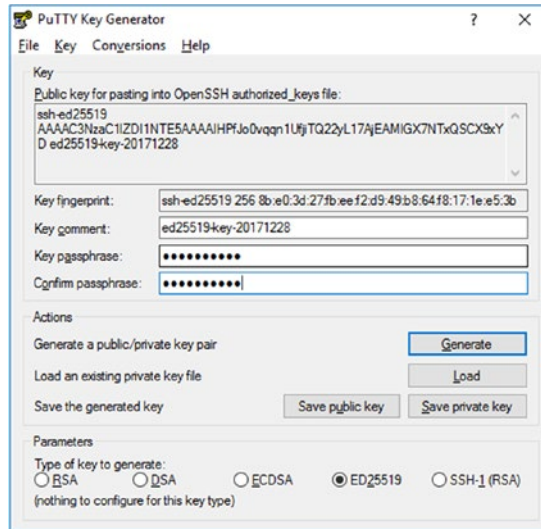 PuTTY Key Generator
File Key Conversions Help
Key
Public key for pasting into OpenSSH authorized_keys file:
ssh-ed25519
AAAAC3NzaC1lZDI1NTE5AAAAIHPfJo0vqqn1UfjiTQ22yL17AjEAMIGX7NTxQSCX9xY
D ed25519-key-20171228
Key fingerprint: ssh-ed25519 256 8b:e0:3d:27:fb:ee:f2:d9:49:b8:64:f8:17:1e:e5:3b
Key comment: ed25519-key-20171228
Key passphrase: ●●●●●●●●●●
Confirm passphrase: ●●●●●●●●●●
Actions
Generate a public/private key pair Generate
Load an existing private key file Load
Save the generated key Save public key Save private key
Parameters
Type of key to generate:
RSA DSA ECDSA ED25519 SSH-1 (RSA)
(nothing to configure for this key type)